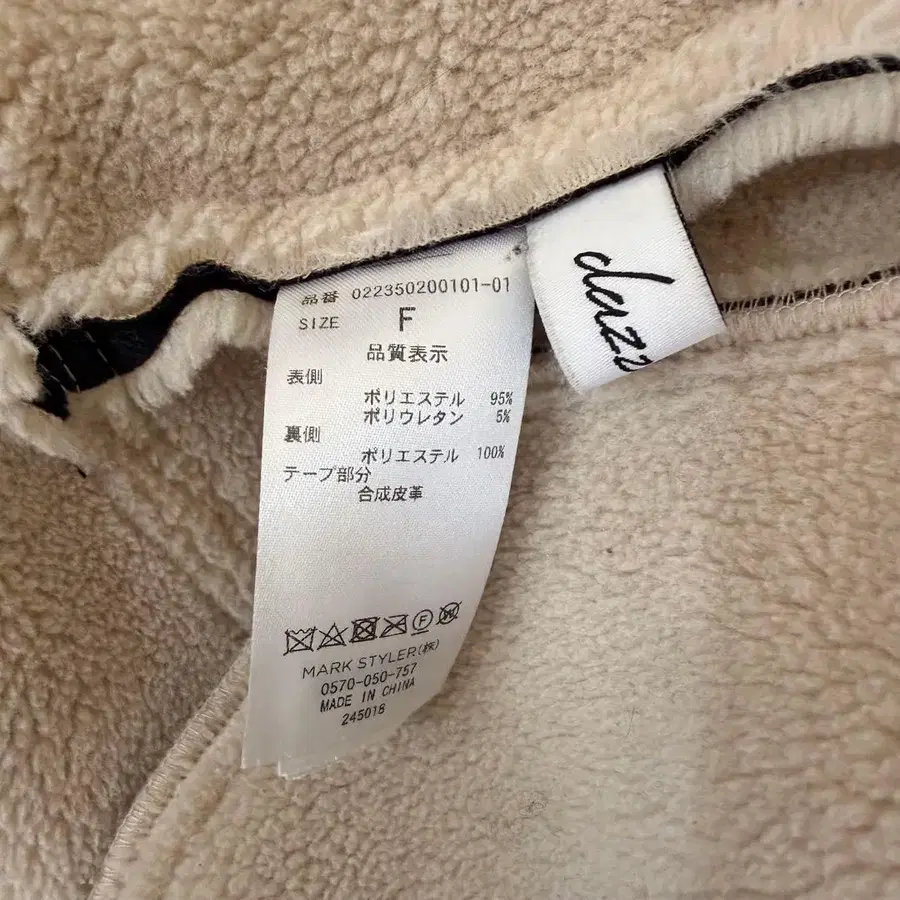 品番 022350200101-01
SIZE F
品質表示
表側
ポリエステル 95%
ポリウレタン 5%
裏側
ポリエステル 100%
テープ部分
合成皮革
F W
MARK STYLER(株)
0570-050-757
MADE IN CHINA
245018
dazz